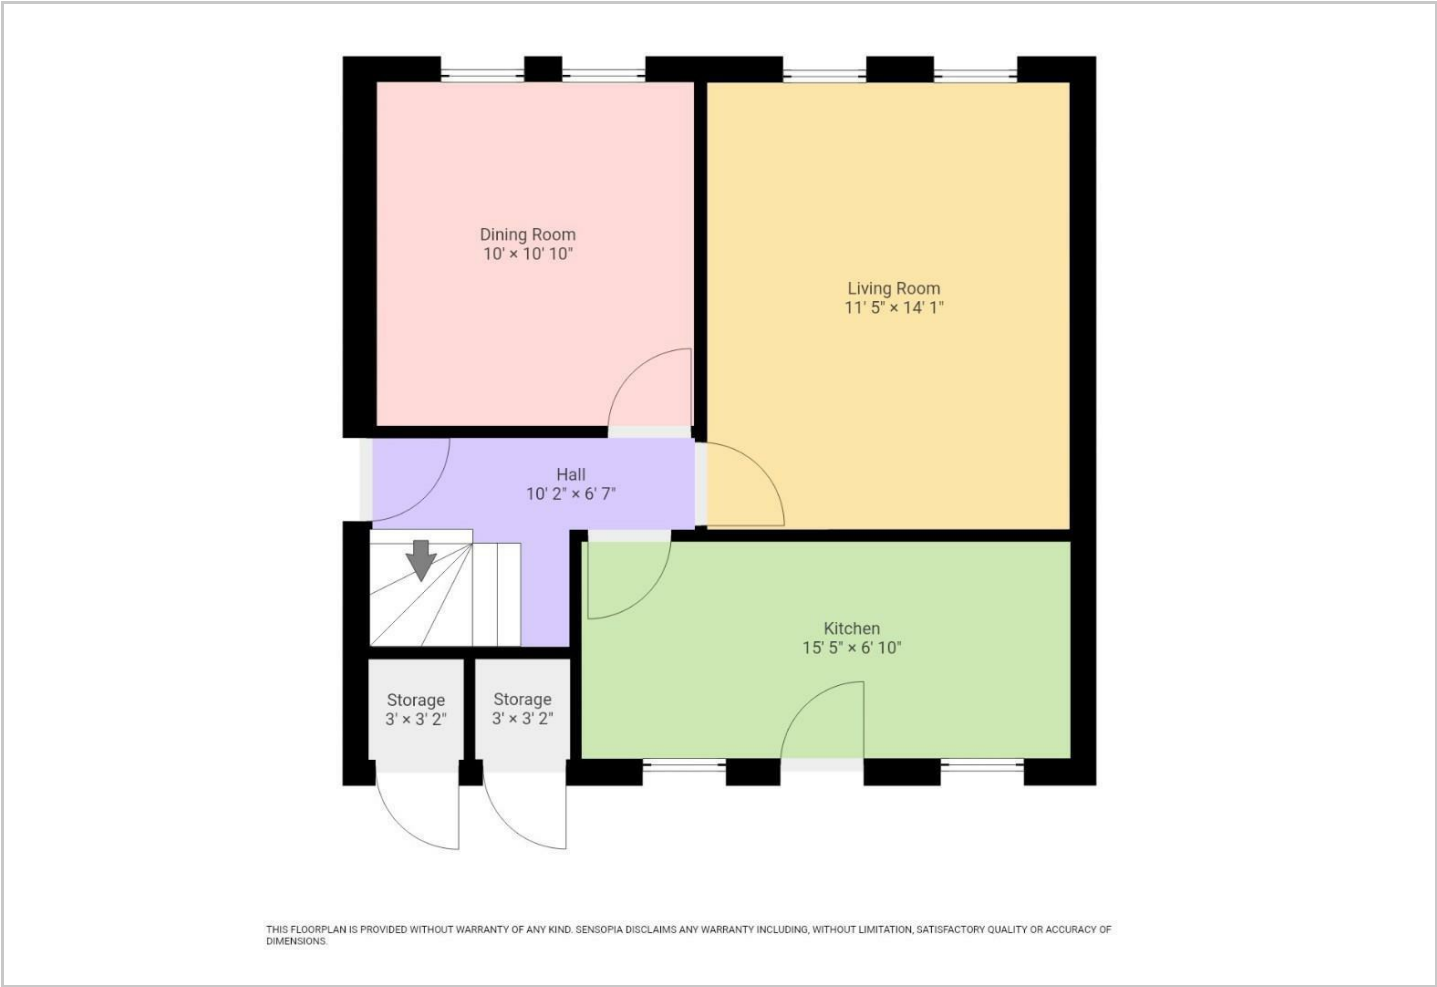 Dining Room
10' × 10' 10"
Living Room
11' 5" × 14' 1"
Hall
10' 2" × 6' 7"
Kitchen
15' 5" × 6' 10"
Storage
3' × 3' 2"
Storage
3' × 3' 2"
THIS FLOORPLAN IS PROVIDED WITHOUT WARRANTY OF ANY KIND. SENSOPIA DISCLAIMS ANY WARRANTY INCLUDING, WITHOUT LIMITATION, SATISFACTORY QUALITY OR ACCURACY OF
DIMENSIONS.